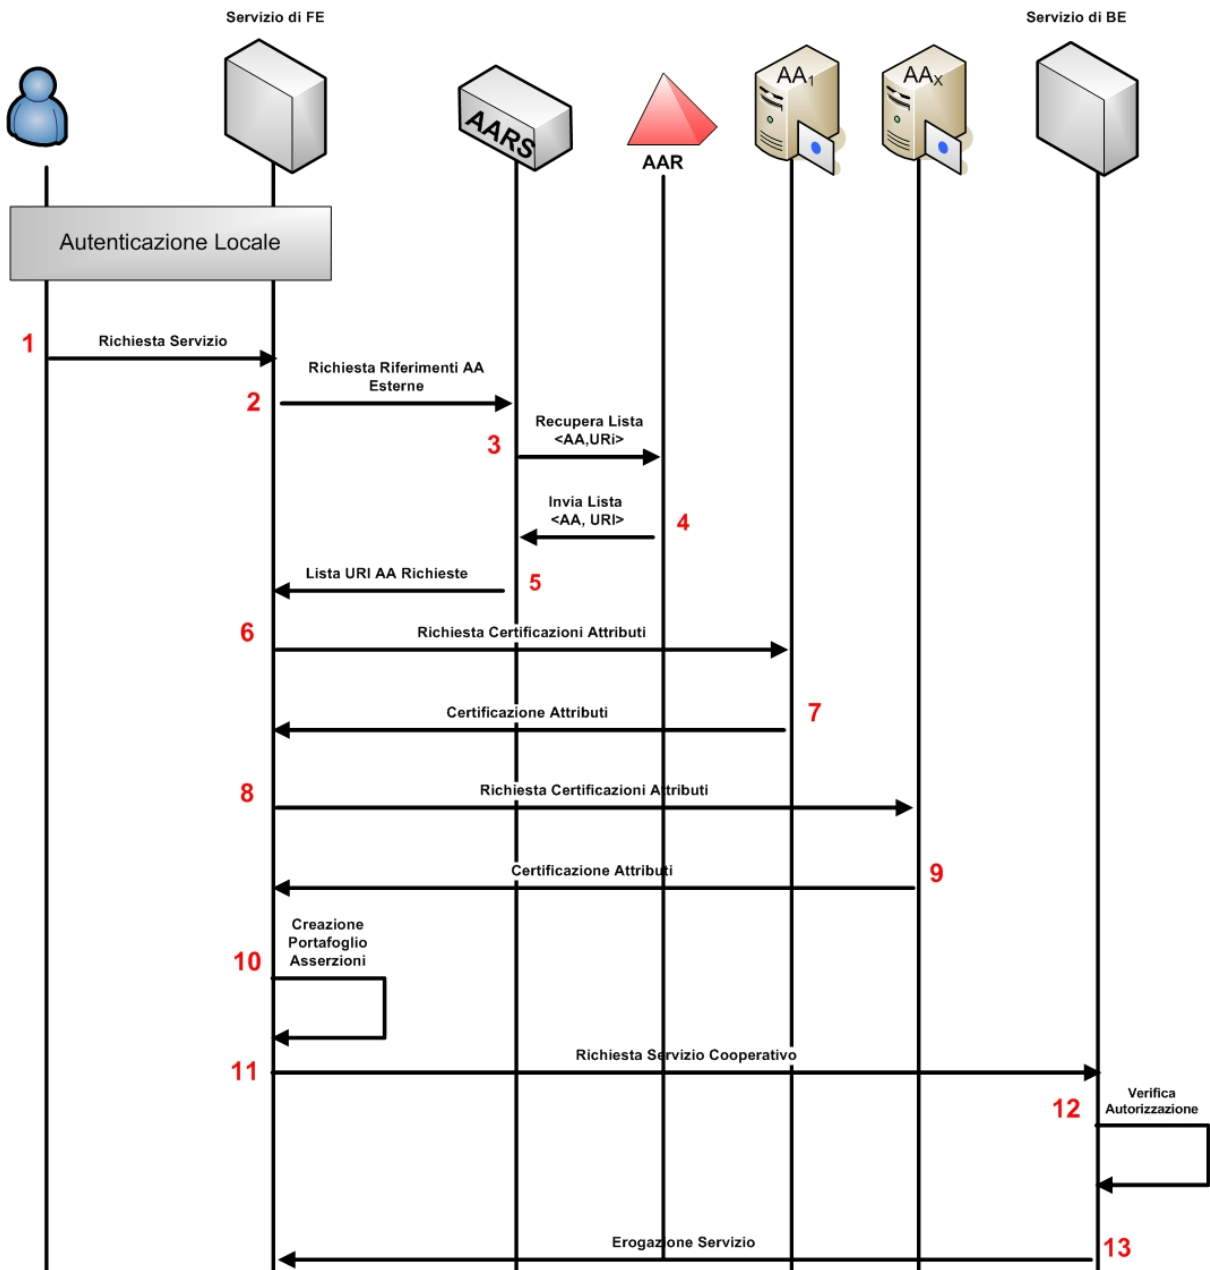 Servizio di FE
Servizio di BE
AARS
AAR
AA1
AAX
Autenticazione Locale
1
Richiesta Servizio
2
Richiesta Riferimenti AA
Esterne
3
Recupera Lista
<AA,URi>
Invia Lista
<AA, URI>
4
Lista URI AA Richieste
5
6
Richiesta Certificazioni Attributi
Certificazione Attributi
7
8
Richiesta Certificazioni Attributi
Certificazione Attributi
9
10
Creazione
Portafoglio
Asserzioni
11
Richiesta Servizio Cooperativo
12
Verifica
Autorizzazione
Erogazione Servizio
13